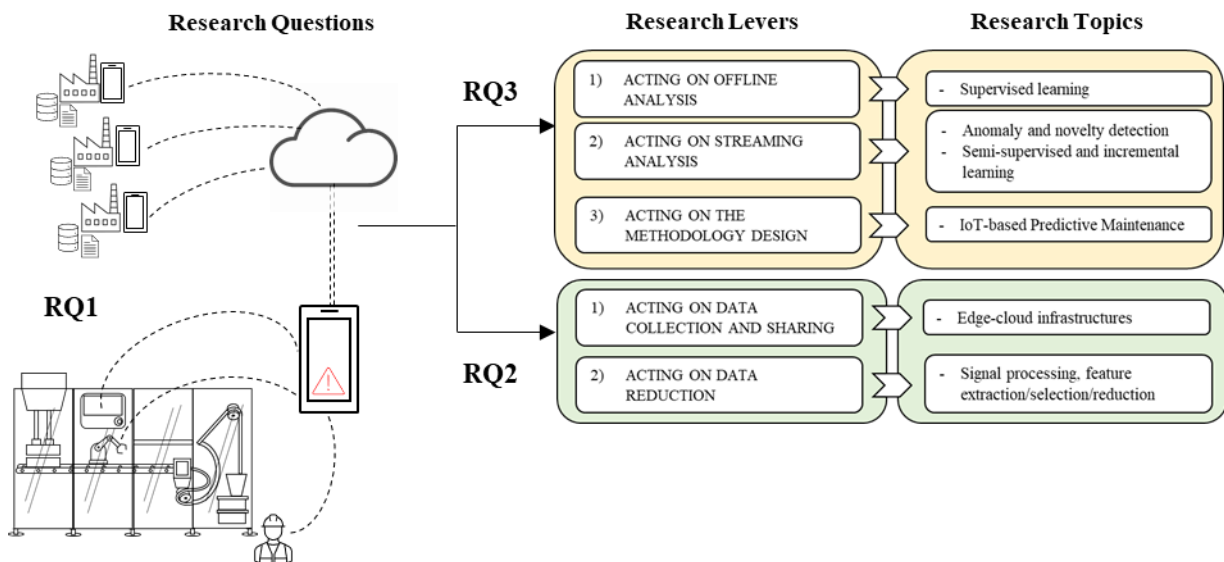 Research Questions
Research Levers
Research Topics
RQ3
1) ACTING ON OFFLINE
ANALYSIS
- Supervised learning
2) ACTING ON STREAMING
ANALYSIS
- Anomaly and novelty detection
- Semi-supervised and incremental
learning
3) ACTING ON THE
METHODOLOGY DESIGN
- IoT-based Predictive Maintenance
RQ1
RQ2
1) ACTING ON DATA
COLLECTION AND SHARING
- Edge-cloud infrastructures
2) ACTING ON DATA
REDUCTION
- Signal processing, feature
extraction/selection/reduction